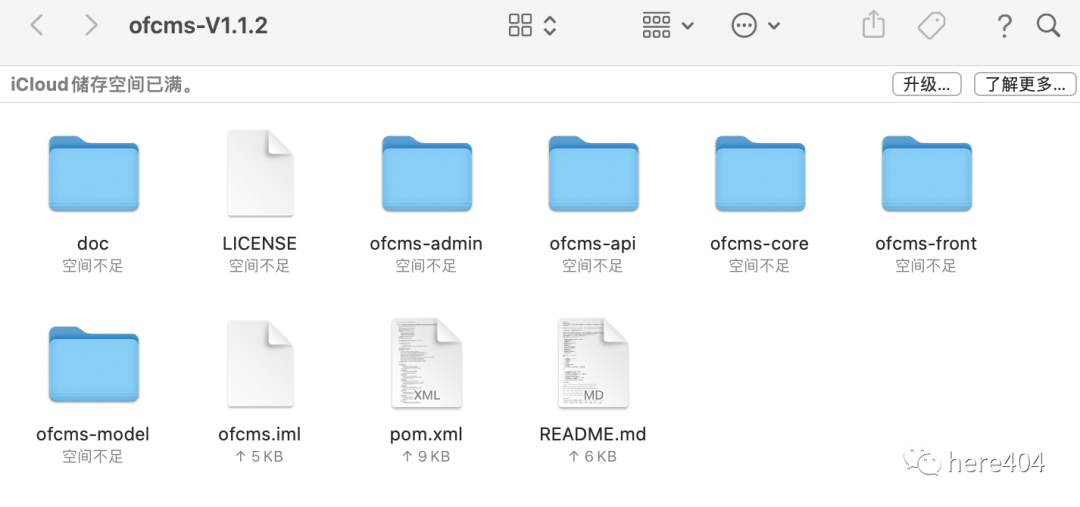 ofcms-V1.1.2
iCloud储存空间已满。
升级...
了解更多...
doc
LICENSE
ofcms-admin
ofcms-api
ofcms-core
ofcms-front
空间不足
空间不足
空间不足
空间不足
空间不足
空间不足
XML
MD
ofcms-model
ofcms.iml
pom.xml
README.md
空间不足
↑ 5 KB
↑ 9 KB
↑ 6 KB
here404